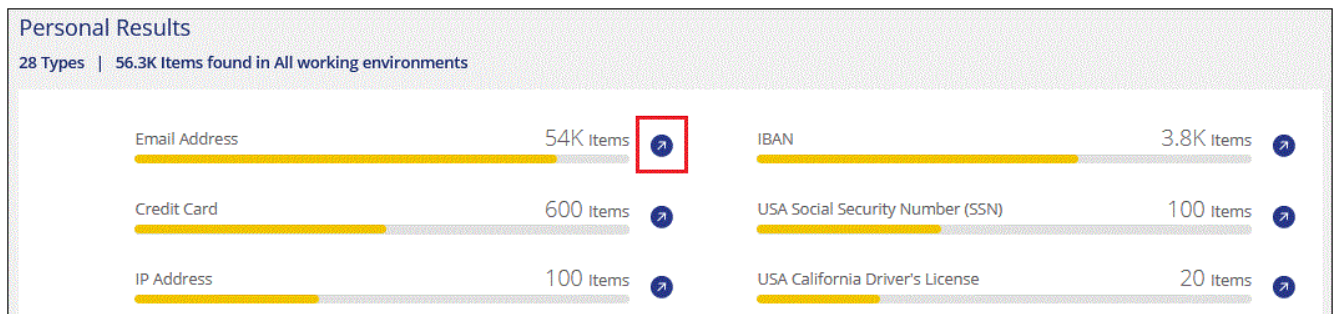 Personal Results
28 Types | 56.3K Items found in All working environments
Email Address 54K Items
IBAN 3.8K Items
Credit Card 600 Items
USA Social Security Number (SSN) 100 Items
IP Address 100 Items
USA California Driver's License 20 Items